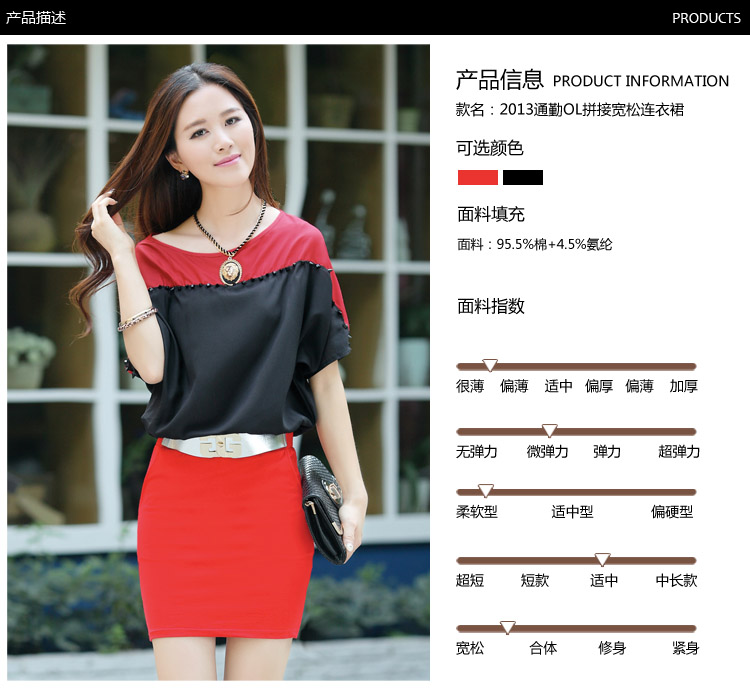 产品描述
PRODUCTS
产品信息 PRODUCT INFORMATION
款名：2013通勤OL拼接宽松连衣裙
可选颜色
面料填充
面料：95.5%棉+4.5%氨纶
面料指数
很薄 偏薄 适中 偏厚 偏薄 加厚
无弹力 微弹力 弹力 超弹力
柔软型 适中型 偏硬型
超短 短款 适中 中长款
宽松 合体 修身 紧身